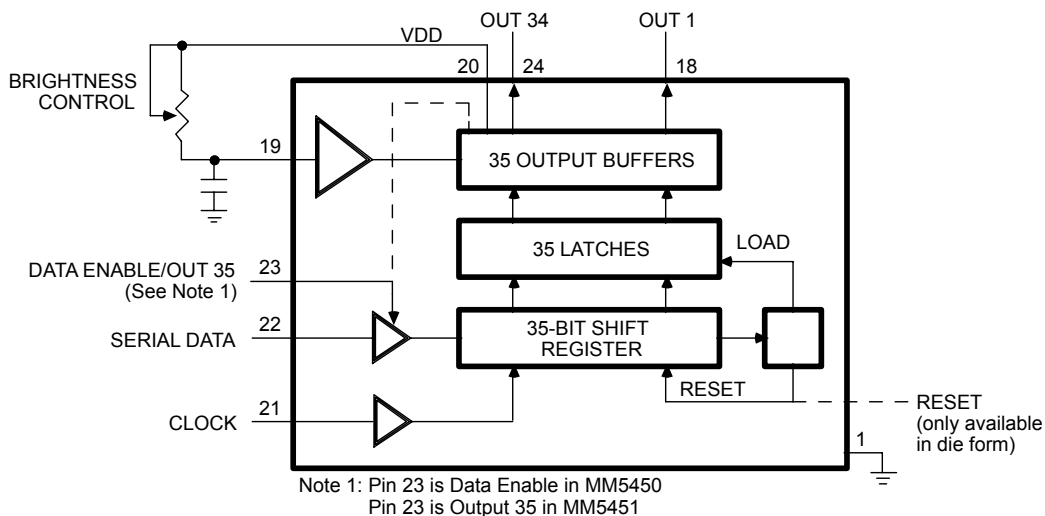 OUT 34
OUT 1
VDD
20
24
18
BRIGHTNESS
CONTROL
19
35 OUTPUT BUFFERS
35 LATCHES
LOAD
DATA ENABLE/OUT 35
23
(See Note 1)
22
SERIAL DATA
35-BIT SHIFT
REGISTER
RESET
21
CLOCK
RESET
(only available
in die form)
1
Note 1: Pin 23 is Data Enable in MM5450
Pin 23 is Output 35 in MM5451